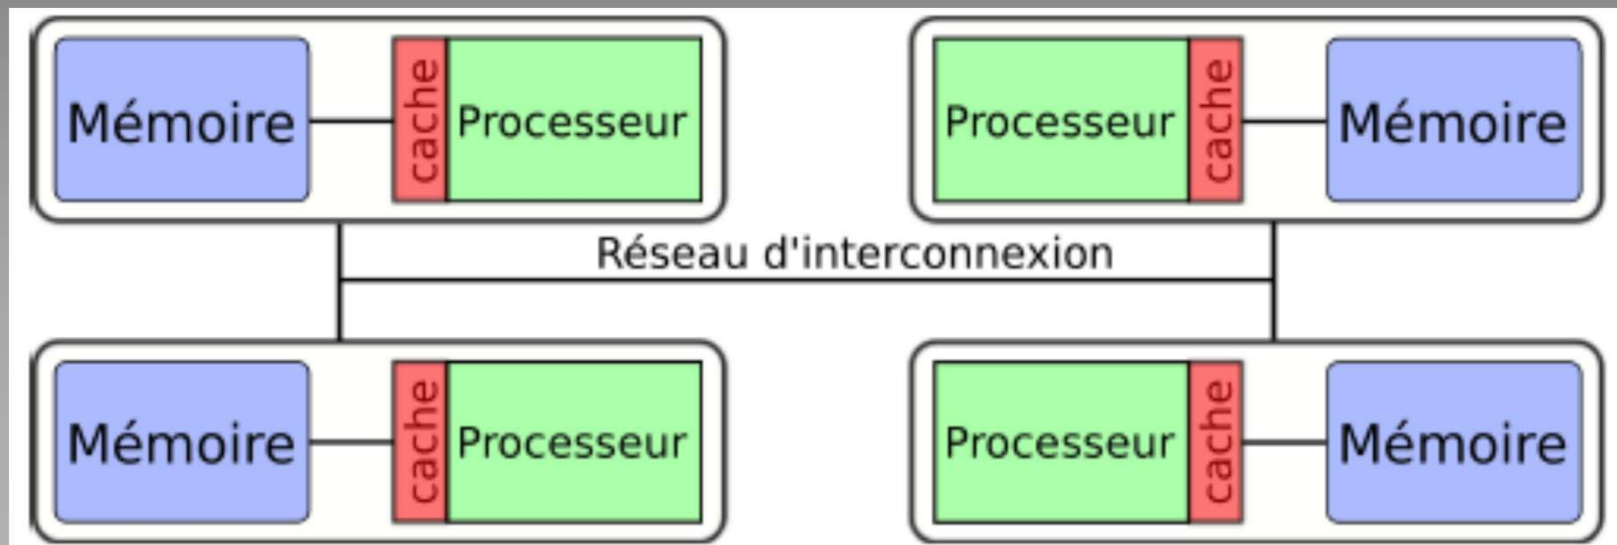 Mémoire cache Processeur
Processeur cache Mémoire
Réseau d'interconnexion
Mémoire cache Processeur
Processeur cache Mémoire